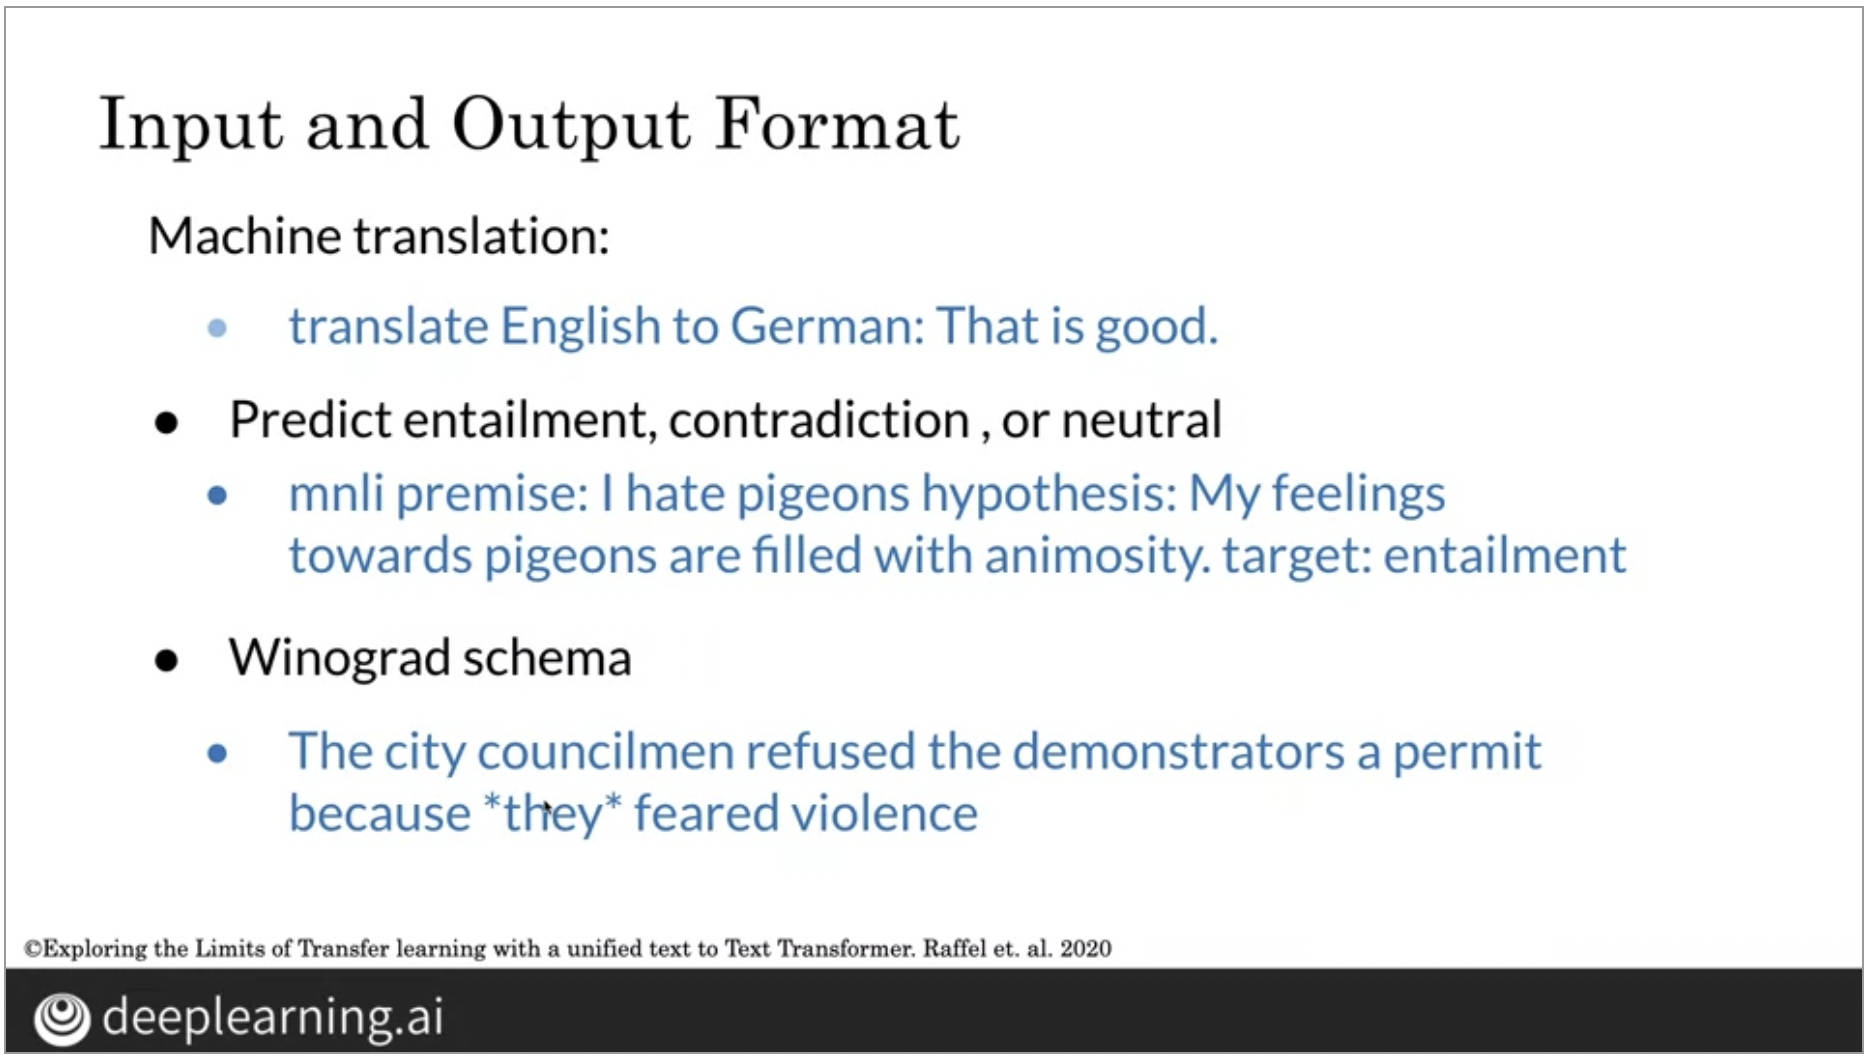 Input and Output Format
Machine translation:
• translate English to German: That is good.
• Predict entailment, contradiction , or neutral
• mnli premise: I hate pigeons hypothesis: My feelings
towards pigeons are filled with animosity. target: entailment
• Winograd schema
• The city councilmen refused the demonstrators a permit
because *they* feared violence
©Exploring the Limits of Transfer learning with a unified text to Text Transformer. Raffel et. al. 2020
deeplearning.ai